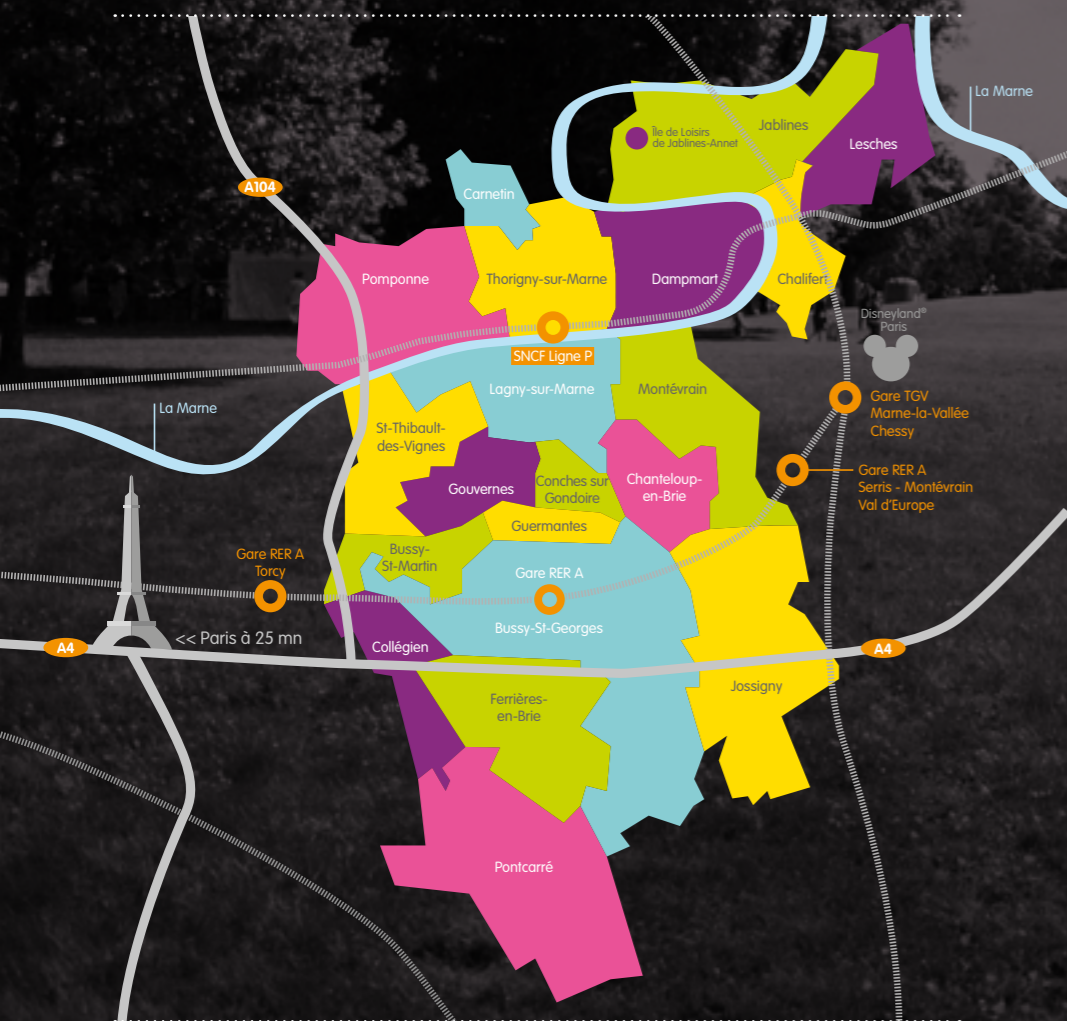 La Marne
Jablines
Île de Loisirs
de Jablines-Annet
Lesches
A104
Carnetin
Pomponne
Thorigny-sur-Marne
Dampmart
Chalifert
Disneyland®
Paris
SNCF Ligne P
Lagny-sur-Marne
Montévrain
Gare TGV
Marne-la-Vallée
Chessy
La Marne
St-Thibault-
des-Vignes
Gouvernes
Conches sur
Gondoire
Chanteloup-
en-Brie
Gare RER A
Serris - Montévrain
Val d'Europe
Guermantes
Bussy-
St-Martin
Gare RER A
Torcy
Gare RER A
Bussy-St-Georges
<< Paris à 25 mn
A4
Collégien
A4
Jossigny
Ferrières-
en-Brie
Pontcarré